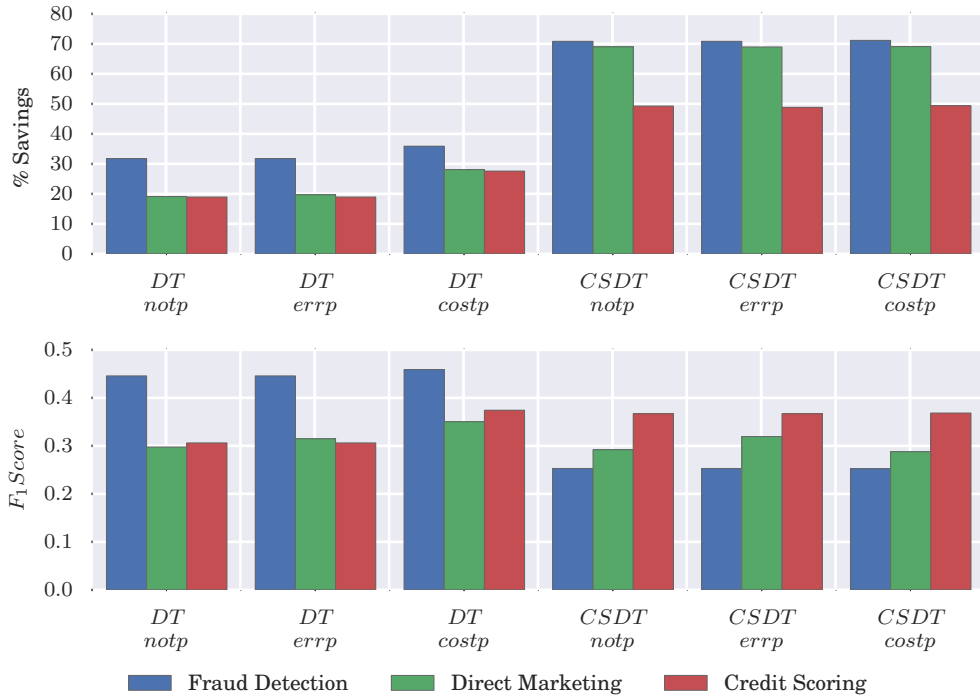 80
70
60
50
40
30
20
10
0
% Savings
DT DT DT CSDT CSDT CSDT
notp errp costp notp errp costp
0.5
0.4
0.3
0.2
0.1
0.0
F₁Score
DT DT DT CSDT CSDT CSDT
notp errp costp notp errp costp
Fraud Detection Direct Marketing Credit Scoring